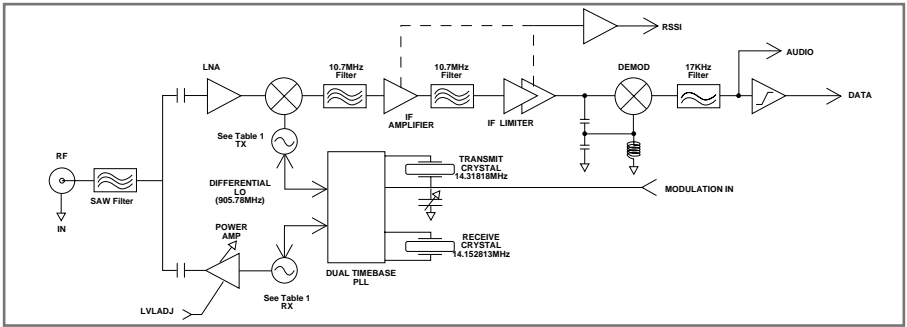 RSSI
LNA
10.7MHz
Filter
10.7MHz
Filter
DEMOD
17KHz
Filter
AUDIO
DATA
IF
AMPLIFIER
IF LIMITER
See Table 1
TX
RF
SAW Filter
IN
DIFFERENTIAL
LO
(905.78MHz)
TRANSMIT
CRYSTAL
14.31818MHz
MODULATION IN
POWER
AMP
RECEIVE
CRYSTAL
14.152813MHz
DUAL TIMEBASE
PLL
See Table 1
RX
LVLADJ